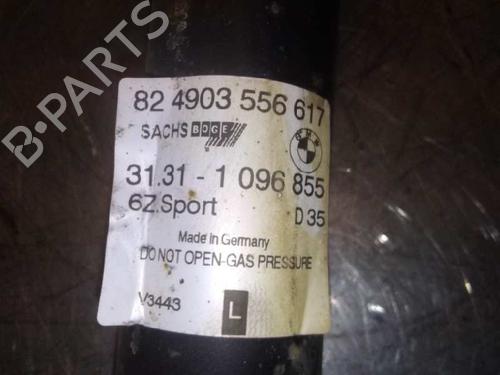 82 4903 556 617
SACHS BOGE
BMW
31.31 - 1 096 855
6Z.Sport D 35
Made in Germany
DO NOT OPEN-GAS PRESSURE
V3443
L
B-PARTS